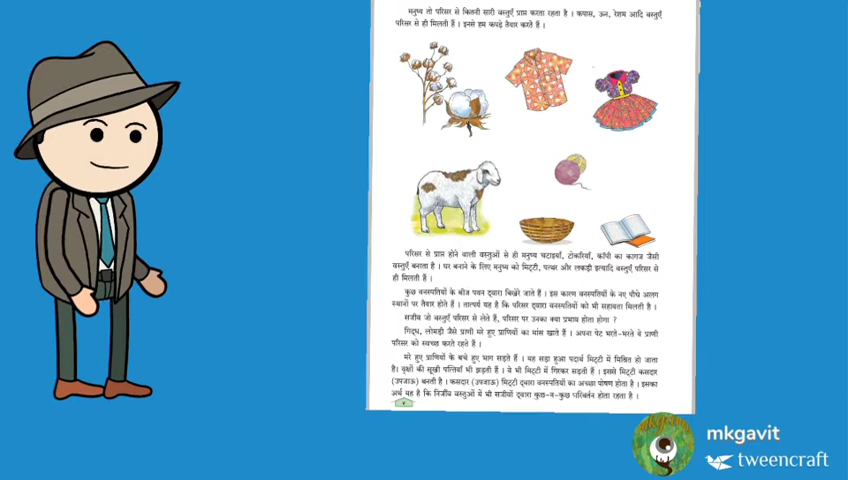 मनुष्य तो परिसर से कितनी सारी वस्तुएँ प्राप्त करता रहता है । कपास, ऊन, रेशम आदि वस्तुएँ
परिसर से ही मिलती हैं । इनसे हम कपड़े तैयार करते हैं ।
परिसर से प्राप्त होने वाली वस्तुओं से ही मनुष्य चटाइयाँ, टोकरियाँ, कॉपी का कागज जैसी
वस्तुएँ बनाता है । घर बनाने के लिए मनुष्य को मिट्टी, पत्थर और लकड़ी इत्यादि वस्तुएँ परिसर से
ही मिलती हैं ।
कुछ वनस्पतियों के बीज पवन द्वारा बिखेरे जाते हैं । इस कारण वनस्पतियों के नए पौधे अलग
स्थानों पर तैयार होते हैं । तात्पर्य यह है कि परिसर द्वारा वनस्पतियों को भी सहायता मिलती है ।
सजीव जो वस्तुएँ परिसर से लेते हैं, परिसर पर उनका क्या प्रभाव होता होगा ?
गिद्ध, लोमड़ी जैसे प्राणी मरे हुए प्राणियों का मांस खाते हैं । अपना पेट भरते-भरते वे प्राणी
परिसर को स्वच्छ करते रहते हैं ।
मरे हुए प्राणियों के बचे हुए भाग सड़ते हैं । यह सड़ा हुआ पदार्थ मिट्टी में मिश्रित हो जाता
है। वृक्षों की सूखी पत्तियाँ भी झड़ती हैं । वे भी मिट्टी में गिरकर सड़ती हैं । इससे मिट्टी कसदार
(उपजाऊ) बनती है । कसदार (उपजाऊ) मिट्टी द्वारा वनस्पतियों का अच्छा पोषण होता है । इसका
अर्थ यह है कि निर्जीव वस्तुओं में भी सजीवों द्वारा कुछ-न-कुछ परिवर्तन होता रहता है ।
mkgavit
tweencraft